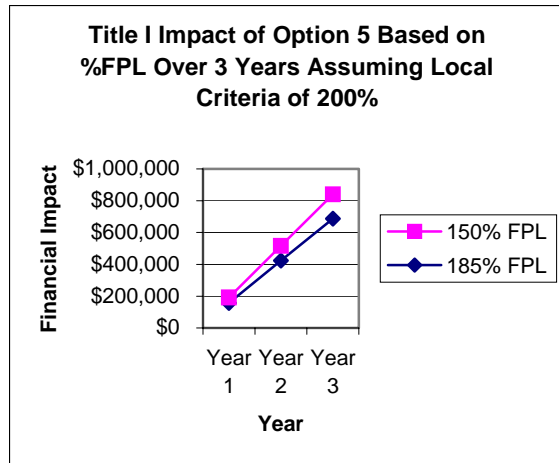 Title I Impact of Option 5 Based on
%FPL Over 3 Years Assuming Local
Criteria of 200%
Financial Impact
$1,000,000
$800,000
$600,000
$400,000
$200,000
$0
Year 1
Year 2
Year 3
Year
150% FPL
185% FPL